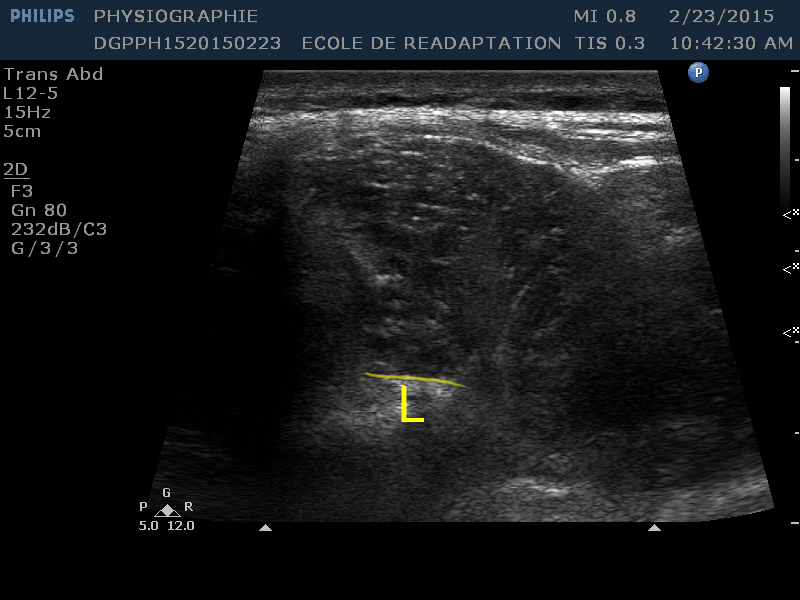 PHILIPS PHYSIOGRAPHIE MI 0.8 2/23/2015
DGPPH1520150223 ECOLE DE READAPTATION TIS 0.3 10:42:30 AM
Trans Abd
L12-5
15Hz
5cm
P
2D
F3
Gn 80
232dB/C3
G/3/3
L
G
P R
5.0 12.0